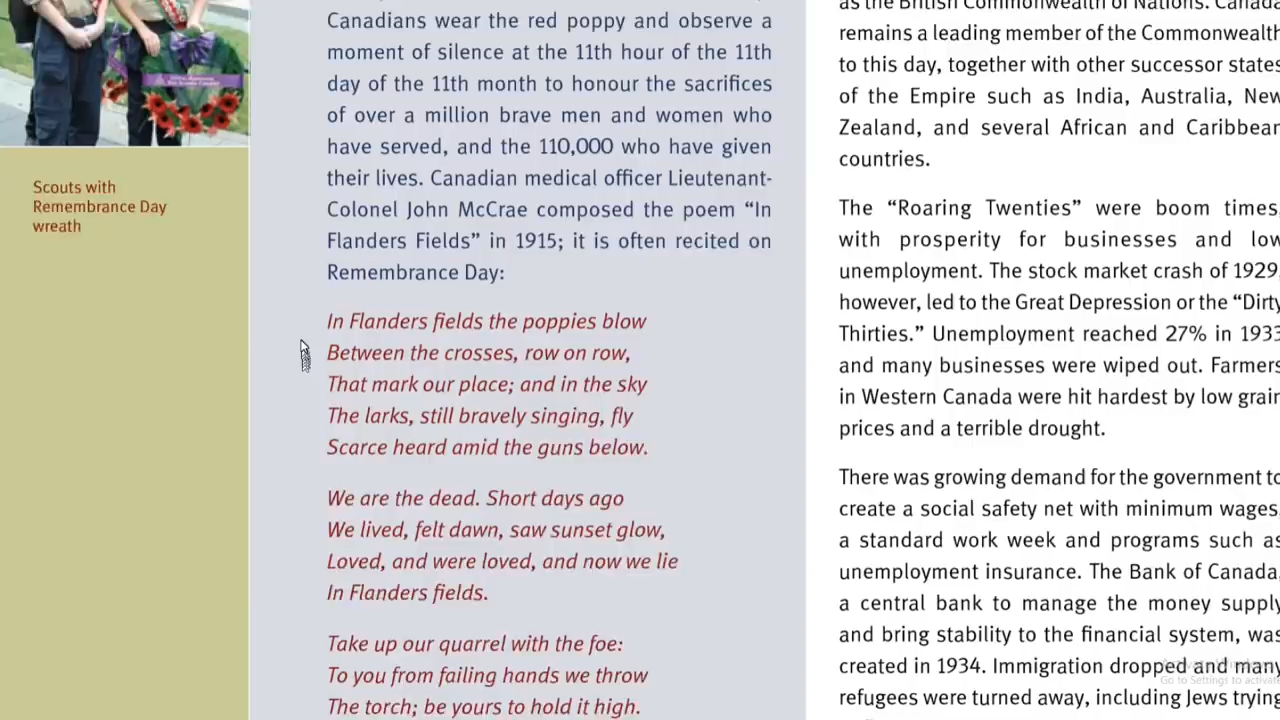 Scouts with
Remembrance Day
wreath
Canadians wear the red poppy and observe a
moment of silence at the 11th hour of the 11th
day of the 11th month to honour the sacrifices
of over a million brave men and women who
have served, and the 110,000 who have given
their lives. Canadian medical officer Lieutenant-
Colonel John McCrae composed the poem “In
Flanders Fields” in 1915; it is often recited on
Remembrance Day:
In Flanders fields the poppies blow
Between the crosses, row on row,
That mark our place; and in the sky
The larks, still bravely singing, fly
Scarce heard amid the guns below.
We are the dead. Short days ago
We lived, felt dawn, saw sunset glow,
Loved, and were loved, and now we lie
In Flanders fields.
Take up our quarrel with the foe:
To you from failing hands we throw
The torch; be yours to hold it high.
as the British Commonwealth of Nations. Canada
remains a leading member of the Commonwealth
to this day, together with other successor states
of the Empire such as India, Australia, New
Zealand, and several African and Caribbean
countries.
The “Roaring Twenties” were boom times,
with prosperity for businesses and low
unemployment. The stock market crash of 1929,
however, led to the Great Depression or the “Dirty
Thirties.” Unemployment reached 27% in 1933
and many businesses were wiped out. Farmers
in Western Canada were hit hardest by low grain
prices and a terrible drought.
There was growing demand for the government to
create a social safety net with minimum wages,
a standard work week and programs such as
unemployment insurance. The Bank of Canada,
a central bank to manage the money supply
and bring stability to the financial system, was
created in 1934. Immigration dropped and many
refugees were turned away, including Jews trying
Go to Settings to activate